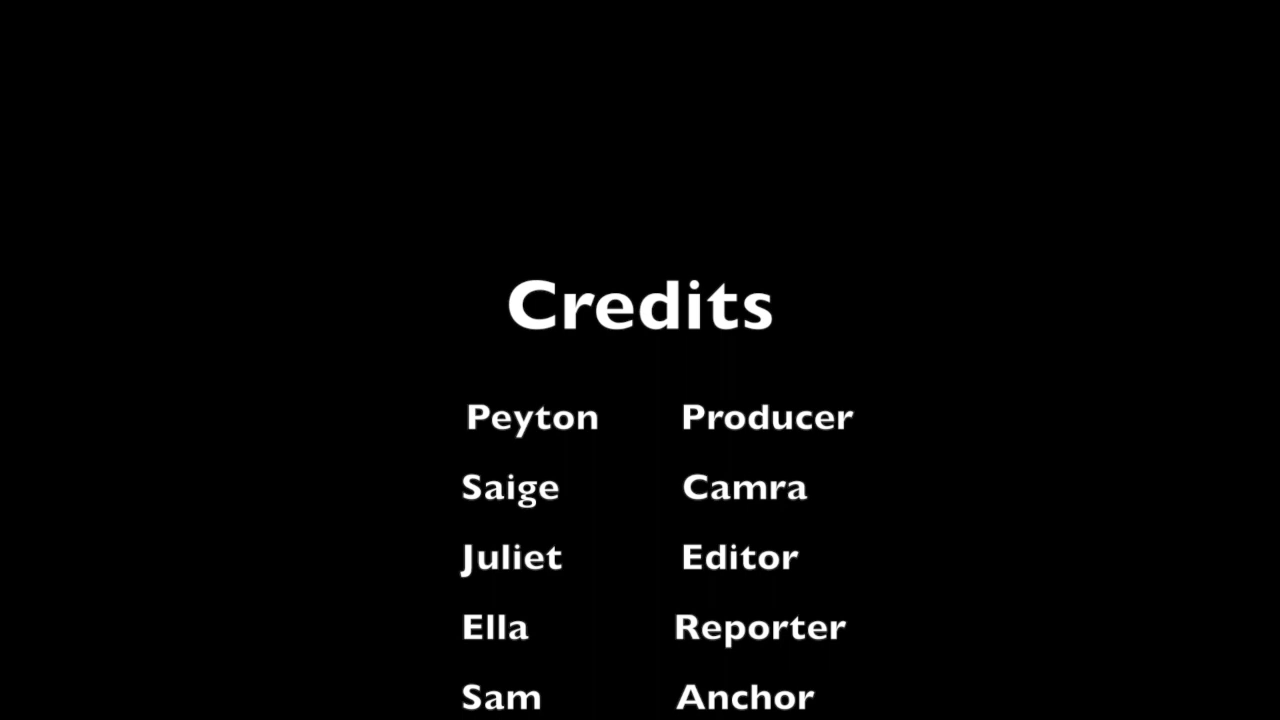 Credits
Peyton Producer
Saige Camra
Juliet Editor
Ella Reporter
Sam Anchor